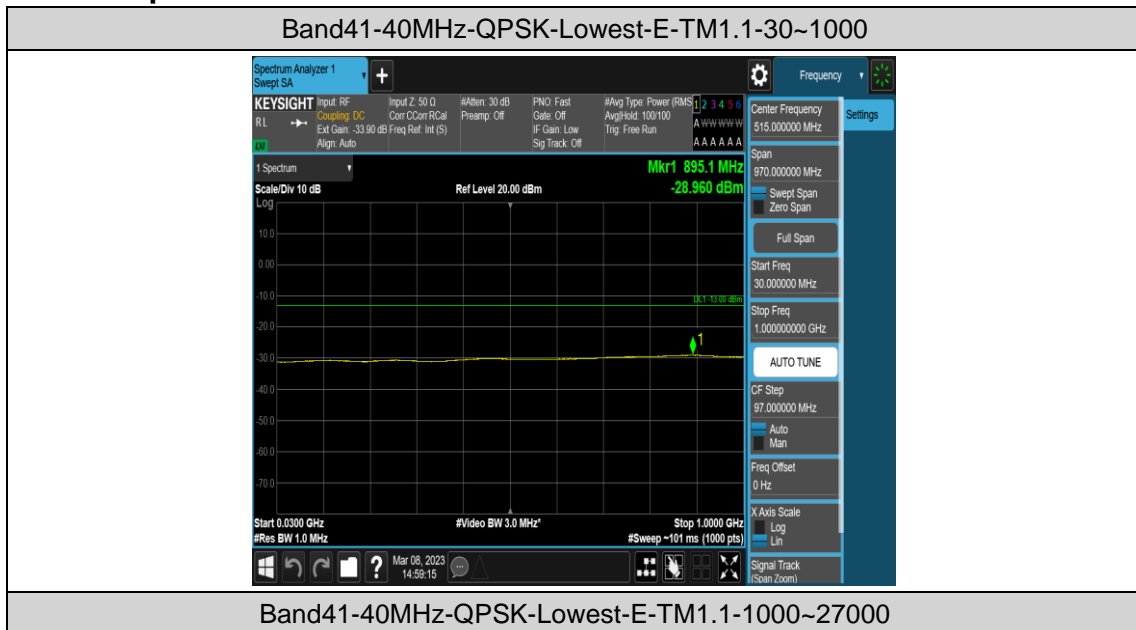 Band41-40MHz-QPSK-Lowest-E-TM1.1-30~1000
Spectrum Analyzer 1
Swept SA
+
Frequency
KEYSIGHT
RL
LXI
Input: RF
Coupling: DC
Ext Gain: -33.90 dB
Align: Auto
Input Z: 50 Ω
Corr CCorr RCal
Freq Ref: Int (S)
#Atten: 30 dB
Preamp: Off
PNO: Fast
Gate: Off
IF Gain: Low
Sig Track: Off
#Avg Type: Power (RMS
Avg|Hold: 100/100
Trig: Free Run
1 2 3 4 5 6
A W W W W W
A A A A A A
1 Spectrum
Mkr1 895.1 MHz
Scale/Div 10 dB
Ref Level 20.00 dBm
-28.960 dBm
Log
10.0
0.00
-10.0
DL1 -13.00 dBm
-20.0
1
-30.0
-40.0
-50.0
-60.0
-70.0
Start 0.0300 GHz
#Video BW 3.0 MHz*
Stop 1.0000 GHz
#Res BW 1.0 MHz
#Sweep ~101 ms (1000 pts)
Center Frequency
515.000000 MHz
Settings
Span
970.000000 MHz
Swept Span
Zero Span
Full Span
Start Freq
30.000000 MHz
Stop Freq
1.000000000 GHz
AUTO TUNE
CF Step
97.000000 MHz
Auto
Man
Freq Offset
0 Hz
X Axis Scale
Log
Lin
Signal Track
(Span Zoom)
?
Mar 08, 2023
14:59:15
Band41-40MHz-QPSK-Lowest-E-TM1.1-1000~27000